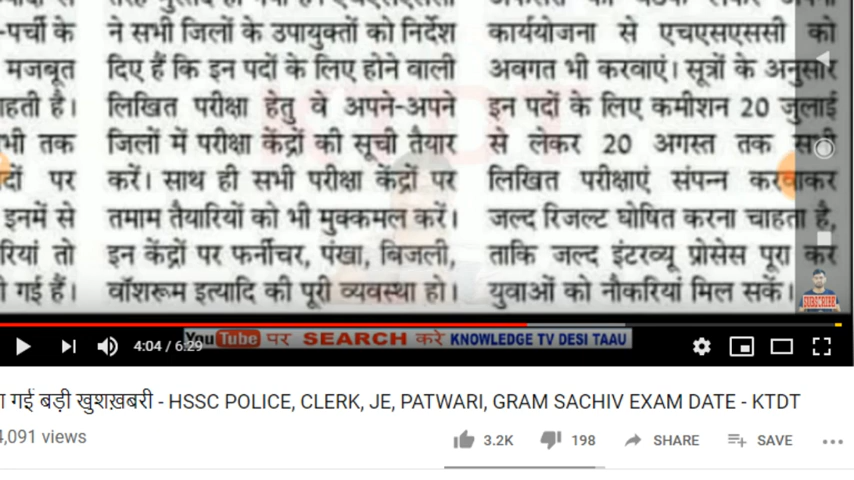 -पर्ची के
मजबूत
ाहती है।
भी तक
दों पर
इनमें से
रियां तो
ी गई हैं।
ने सभी जिलों के उपायुक्तों को निर्देश
दिए हैं कि इन पदों के लिए होने वाली
लिखित परीक्षा हेतु वे अपने-अपने
जिलों में परीक्षा केंद्रों की सूची तैयार
करें। साथ ही सभी परीक्षा केंद्रों पर
तमाम तैयारियों को भी मुक्कमल करें।
इन केंद्रों पर फर्नीचर, पंखा, बिजली,
वॉशरूम इत्यादि की पूरी व्यवस्था हो।
कार्ययोजना से एचएसएससी को
अवगत भी करवाएं। सूत्रों के अनुसार
इन पदों के लिए कमीशन 20 जुलाई
से लेकर 20 अगस्त तक सभी
लिखित परीक्षाएं संपन्न करवाकर
जल्द रिजल्ट घोषित करना चाहता है,
ताकि जल्द इंटरव्यू प्रोसेस पूरा कर
युवाओं को नौकरियां मिल सकें।
KTDT
SUBSCRIBE
4:04 / 6:29
YouTube पर SEARCH करे KNOWLEDGE TV DESI TAAU
ा गई बड़ी खुशख़बरी - HSSC POLICE, CLERK, JE, PATWARI, GRAM SACHIV EXAM DATE - KTDT
4,091 views
3.2K 198 SHARE SAVE